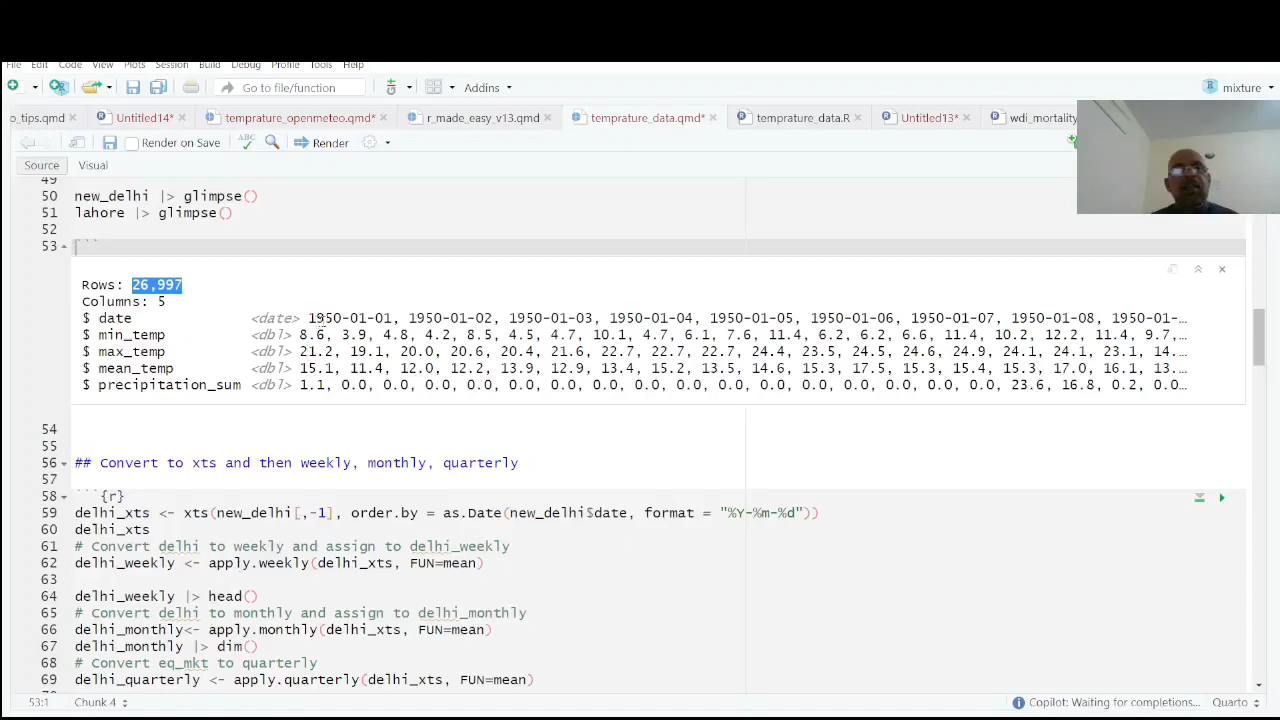 File Edit Code View Plots Session Build Debug Profile Tools Help
Go to file/function Addins mixture
o_tips.qmd Untitled14* temprature_openmeteo.qmd* r_made_easy_v13.qmd temprature_data.qmd* temprature_data.R Untitled13* wdi_mortality
Render on Save ABC Render
Source Visual
49
50 new_delhi |> glimpse()
51 lahore |> glimpse()
52
53 ```
Rows: 26,997
Columns: 5
$ date <date> 1950-01-01, 1950-01-02, 1950-01-03, 1950-01-04, 1950-01-05, 1950-01-06, 1950-01-07, 1950-01-08, 1950-01-…
$ min_temp <dbl> 8.6, 3.9, 4.8, 4.2, 8.5, 4.5, 4.7, 10.1, 4.7, 6.1, 7.6, 11.4, 6.2, 6.2, 6.6, 11.4, 10.2, 12.2, 11.4, 9.7,…
$ max_temp <dbl> 21.2, 19.1, 20.0, 20.6, 20.4, 21.6, 22.7, 22.7, 22.7, 24.4, 23.5, 24.5, 24.6, 24.9, 24.1, 24.1, 23.1, 14.…
$ mean_temp <dbl> 15.1, 11.4, 12.0, 12.2, 13.9, 12.9, 13.4, 15.2, 13.5, 14.6, 15.3, 17.5, 15.3, 15.4, 15.3, 17.0, 16.1, 13.…
$ precipitation_sum <dbl> 1.1, 0.0, 0.0, 0.0, 0.0, 0.0, 0.0, 0.0, 0.0, 0.0, 0.0, 0.0, 0.0, 0.0, 0.0, 23.6, 16.8, 0.2, 0.0…
54
55
56 ## Convert to xts and then weekly, monthly, quarterly
57
58 ```{r}
59 delhi_xts <- xts(new_delhi[,-1], order.by = as.Date(new_delhi$date, format = "%Y-%m-%d"))
60 delhi_xts
61 # Convert delhi to weekly and assign to delhi_weekly
62 delhi_weekly <- apply.weekly(delhi_xts, FUN=mean)
63
64 delhi_weekly |> head()
65 # Convert delhi to monthly and assign to delhi_monthly
66 delhi_monthly<- apply.monthly(delhi_xts, FUN=mean)
67 delhi_monthly |> dim()
68 # Convert eq_mkt to quarterly
69 delhi_quarterly <- apply.quarterly(delhi_xts, FUN=mean)
53:1 Chunk 4 Copilot: Waiting for completions... Quarto